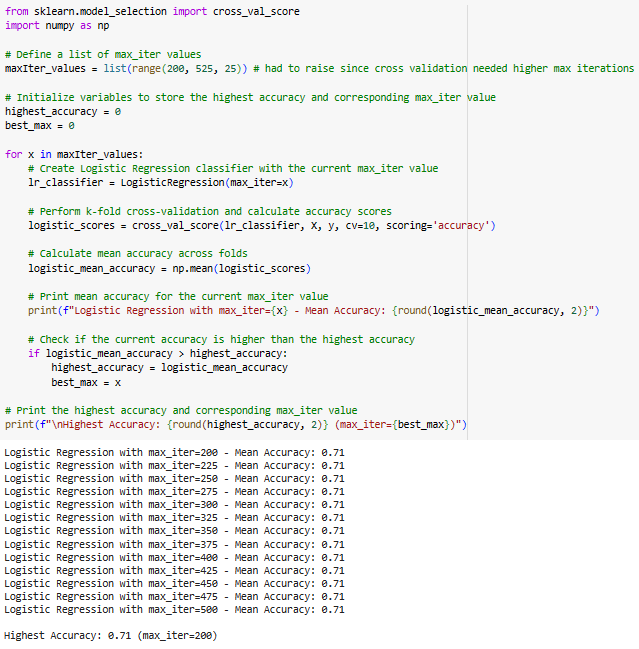 from sklearn.model_selection import cross_val_score
import numpy as np

# Define a list of max_iter values
maxIter_values = list(range(200, 525, 25)) # had to raise since cross validation needed higher max iterations

# Initialize variables to store the highest accuracy and corresponding max_iter value
highest_accuracy = 0
best_max = 0

for x in maxIter_values:
    # Create Logistic Regression classifier with the current max_iter value
    lr_classifier = LogisticRegression(max_iter=x)

    # Perform k-fold cross-validation and calculate accuracy scores
    logistic_scores = cross_val_score(lr_classifier, X, y, cv=10, scoring='accuracy')

    # Calculate mean accuracy across folds
    logistic_mean_accuracy = np.mean(logistic_scores)

    # Print mean accuracy for the current max_iter value
    print(f"Logistic Regression with max_iter={x} - Mean Accuracy: {round(logistic_mean_accuracy, 2)}")

    # Check if the current accuracy is higher than the highest accuracy
    if logistic_mean_accuracy > highest_accuracy:
        highest_accuracy = logistic_mean_accuracy
        best_max = x

# Print the highest accuracy and corresponding max_iter value
print(f"\nHighest Accuracy: {round(highest_accuracy, 2)} (max_iter={best_max})")

Logistic Regression with max_iter=200 - Mean Accuracy: 0.71
Logistic Regression with max_iter=225 - Mean Accuracy: 0.71
Logistic Regression with max_iter=250 - Mean Accuracy: 0.71
Logistic Regression with max_iter=275 - Mean Accuracy: 0.71
Logistic Regression with max_iter=300 - Mean Accuracy: 0.71
Logistic Regression with max_iter=325 - Mean Accuracy: 0.71
Logistic Regression with max_iter=350 - Mean Accuracy: 0.71
Logistic Regression with max_iter=375 - Mean Accuracy: 0.71
Logistic Regression with max_iter=400 - Mean Accuracy: 0.71
Logistic Regression with max_iter=425 - Mean Accuracy: 0.71
Logistic Regression with max_iter=450 - Mean Accuracy: 0.71
Logistic Regression with max_iter=475 - Mean Accuracy: 0.71
Logistic Regression with max_iter=500 - Mean Accuracy: 0.71

Highest Accuracy: 0.71 (max_iter=200)